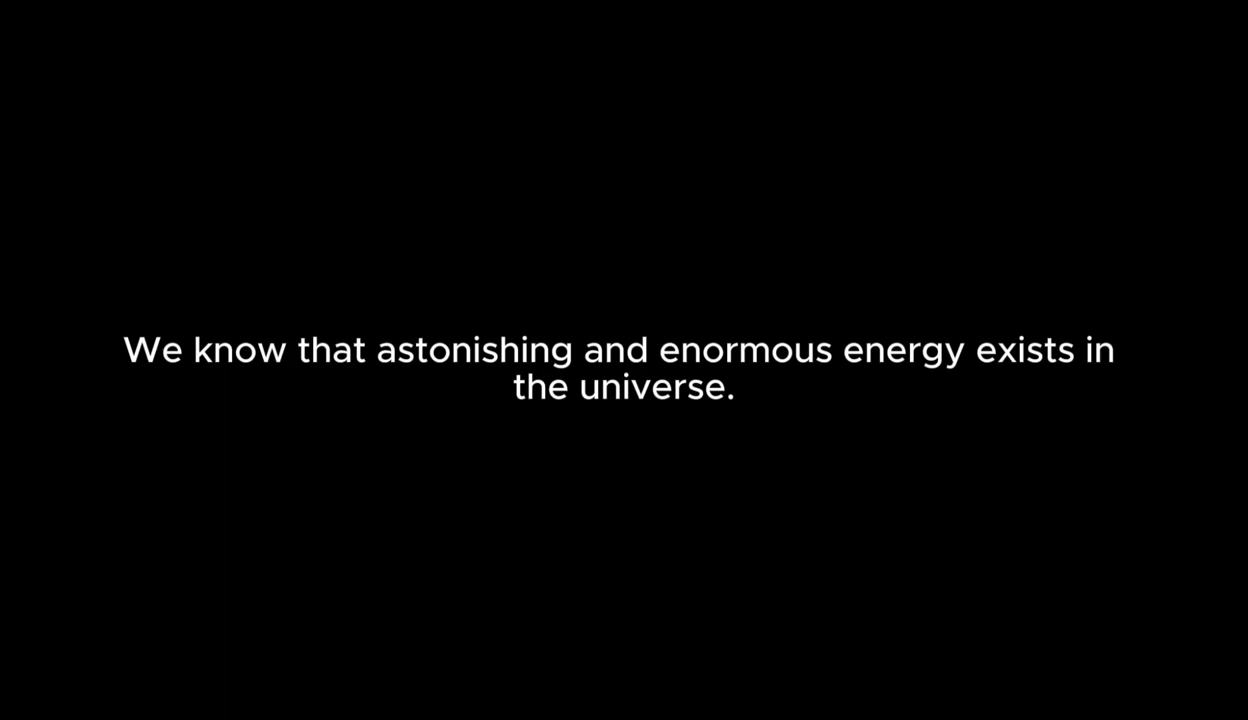 We know that astonishing and enormous energy exists in
the universe.